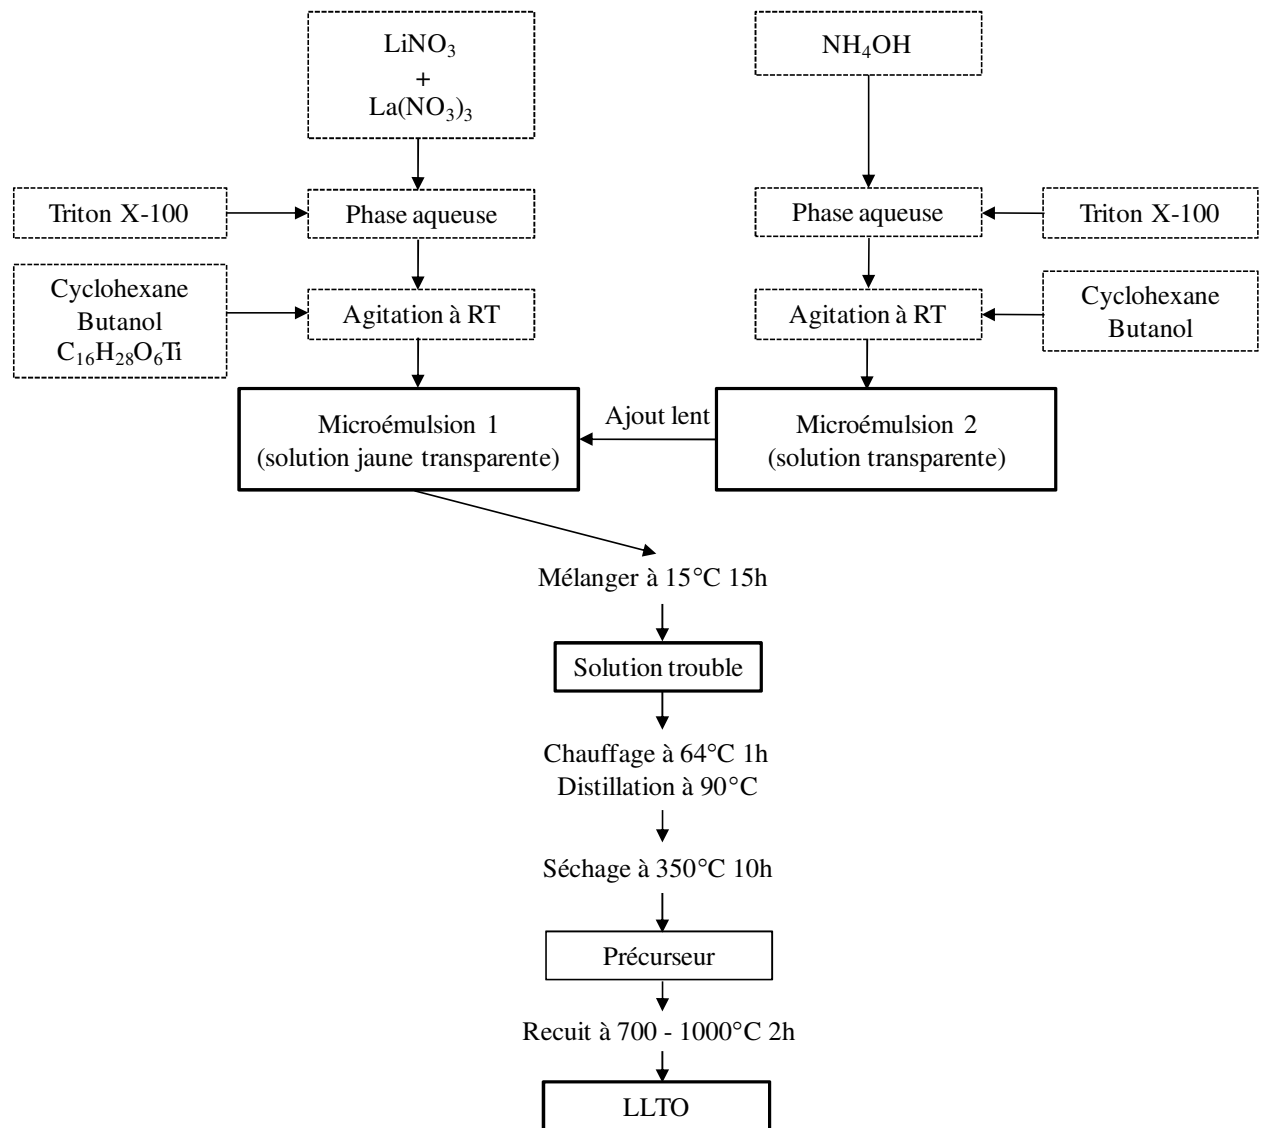 LiNO₃
+
La(NO₃)₃
NH₄OH
Triton X-100
Phase aqueuse
Phase aqueuse
Triton X-100
Cyclohexane
Butanol
C₁₆H₂₈O₆Ti
Agitation à RT
Agitation à RT
Cyclohexane
Butanol
Microémulsion 1
(solution jaune transparente)
Ajout lent
Microémulsion 2
(solution transparente)
Mélanger à 15°C 15h
Solution trouble
Chauffage à 64°C 1h
Distillation à 90°C
Séchage à 350°C 10h
Précurseur
Recuit à 700 - 1000°C 2h
LLTO